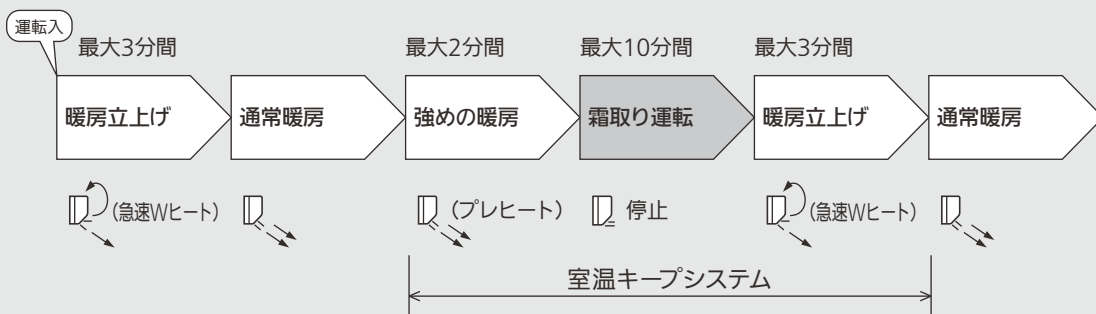 運転入
最大3分間
最大2分間
最大10分間
最大3分間
暖房立上げ
通常暖房
強めの暖房
霜取り運転
暖房立上げ
通常暖房
(急速Wヒート)
(プレヒート)
停止
(急速Wヒート)
室温キープシステム